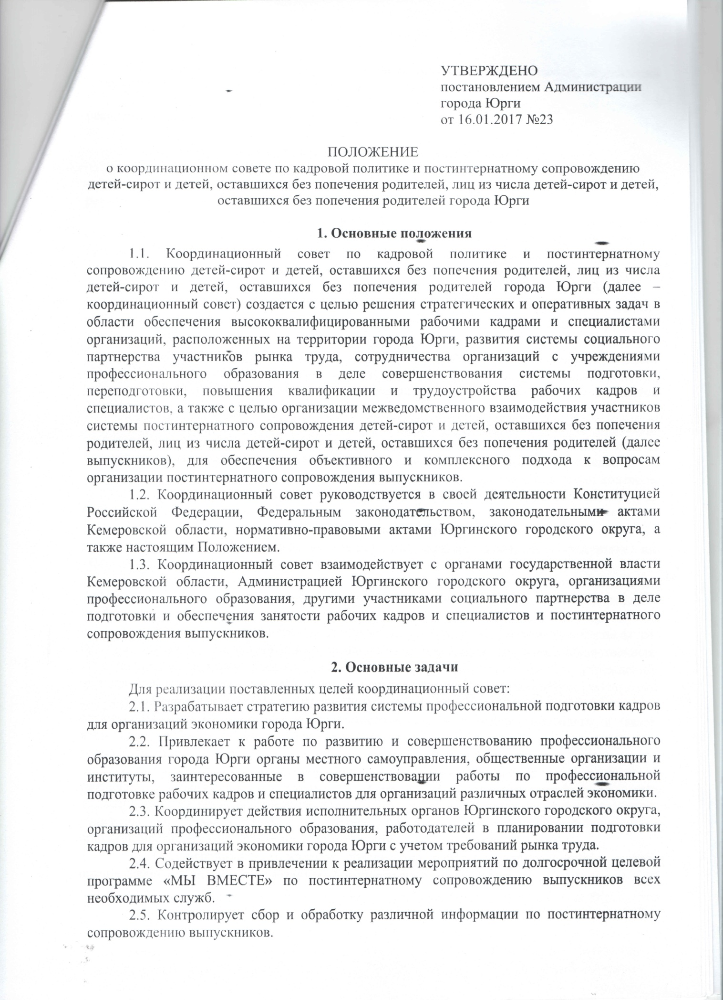 УТВЕРЖДЕНО
постановлением Администрации
города Юрги
от 16.01.2017 №23
ПОЛОЖЕНИЕ
о координационном совете по кадровой политике и постинтернатному сопровождению
детей-сирот и детей, оставшихся без попечения родителей, лиц из числа детей-сирот и детей,
оставшихся без попечения родителей города Юрги
1. Основные положения
1.1. Координационный совет по кадровой политике и постинтернатному
сопровождению детей-сирот и детей, оставшихся без попечения родителей, лиц из числа
детей-сирот и детей, оставшихся без попечения родителей города Юрги (далее –
координационный совет) создается с целью решения стратегических и оперативных задач в
области обеспечения высококвалифицированными рабочими кадрами и специалистами
организаций, расположенных на территории города Юрги, развития системы социального
партнерства участников рынка труда, сотрудничества организаций с учреждениями
профессионального образования в деле совершенствования системы подготовки,
переподготовки, повышения квалификации и трудоустройства рабочих кадров и
специалистов, а также с целью организации межведомственного взаимодействия участников
системы постинтернатного сопровождения детей-сирот и детей, оставшихся без попечения
родителей, лиц из числа детей-сирот и детей, оставшихся без попечения родителей (далее
выпускников), для обеспечения объективного и комплексного подхода к вопросам
организации постинтернатного сопровождения выпускников.
1.2. Координационный совет руководствуется в своей деятельности Конституцией
Российской Федерации, Федеральным законодательством, законодательными актами
Кемеровской области, нормативно-правовыми актами Юргинского городского округа, а
также настоящим Положением.
1.3. Координационный совет взаимодействует с органами государственной власти
Кемеровской области, Администрацией Юргинского городского округа, организациями
профессионального образования, другими участниками социального партнерства в деле
подготовки и обеспечения занятости рабочих кадров и специалистов и постинтернатного
сопровождения выпускников.
2. Основные задачи
Для реализации поставленных целей координационный совет:
2.1. Разрабатывает стратегию развития системы профессиональной подготовки кадров
для организаций экономики города Юрги.
2.2. Привлекает к работе по развитию и совершенствованию профессионального
образования города Юрги органы местного самоуправления, общественные организации и
институты, заинтересованные в совершенствовании работы по профессиональной
подготовке рабочих кадров и специалистов для организаций различных отраслей экономики.
2.3. Координирует действия исполнительных органов Юргинского городского округа,
организаций профессионального образования, работодателей в планировании подготовки
кадров для организаций экономики города Юрги с учетом требований рынка труда.
2.4. Содействует в привлечении к реализации мероприятий по долгосрочной целевой
программе «МЫ ВМЕСТЕ» по постинтернатному сопровождению выпускников всех
необходимых служб.
2.5. Контролирует сбор и обработку различной информации по постинтернатному
сопровождению выпускников.